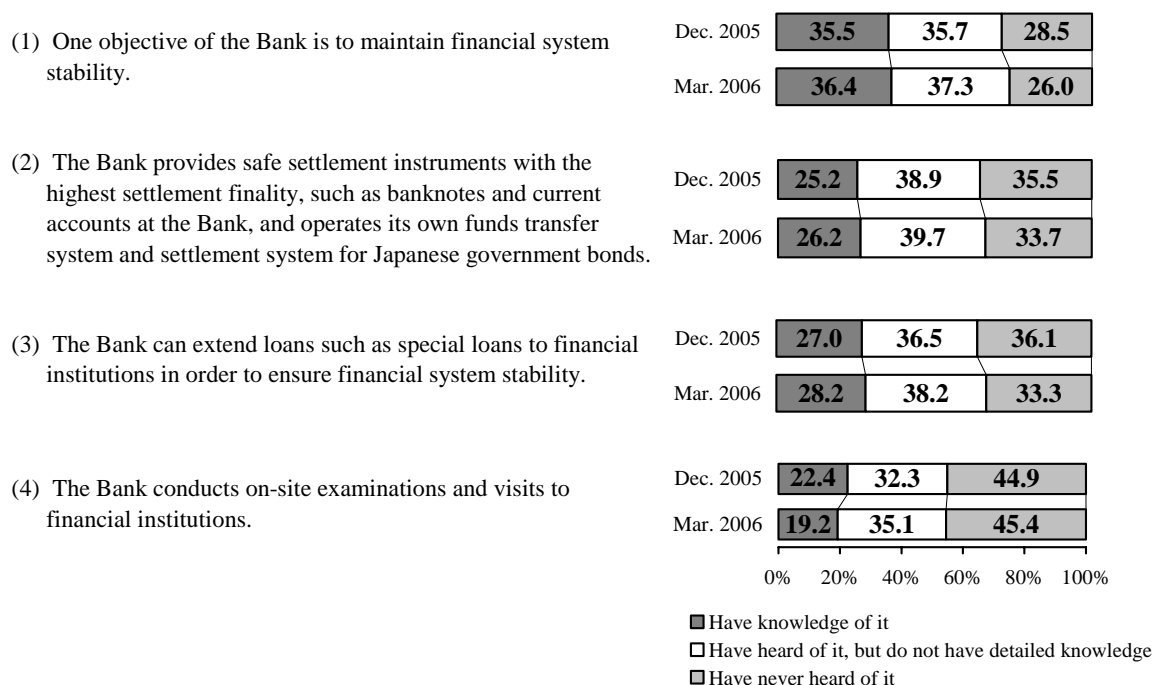 (1) One objective of the Bank is to maintain financial system
stability.
Dec. 2005 35.5 35.7 28.5
Mar. 2006 36.4 37.3 26.0
(2) The Bank provides safe settlement instruments with the
highest settlement finality, such as banknotes and current
accounts at the Bank, and operates its own funds transfer
system and settlement system for Japanese government bonds.
Dec. 2005 25.2 38.9 35.5
Mar. 2006 26.2 39.7 33.7
(3) The Bank can extend loans such as special loans to financial
institutions in order to ensure financial system stability.
Dec. 2005 27.0 36.5 36.1
Mar. 2006 28.2 38.2 33.3
(4) The Bank conducts on-site examinations and visits to
financial institutions.
Dec. 2005 22.4 32.3 44.9
Mar. 2006 19.2 35.1 45.4
0% 20% 40% 60% 80% 100%
Have knowledge of it
Have heard of it, but do not have detailed knowledge
Have never heard of it